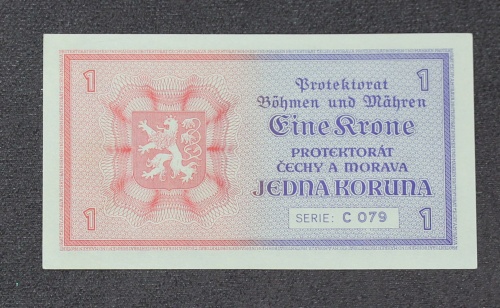 1
1
Protektorat
Böhmen und Mähren
Eine Krone
PROTEKTORÁT
ČECHY A MORAVA
JEDNA KORUNA
SERIE: C 079
1
1